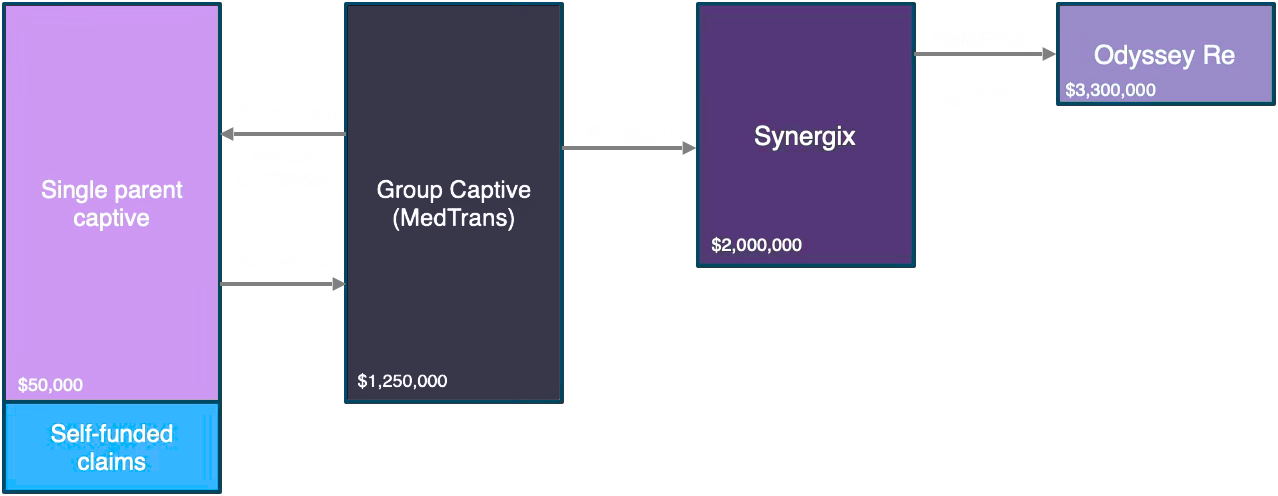 Single parent
captive
$50,000
Self-funded
claims
Group Captive
(MedTrans)
$1,250,000
Synergix
$2,000,000
Odyssey Re
$3,300,000